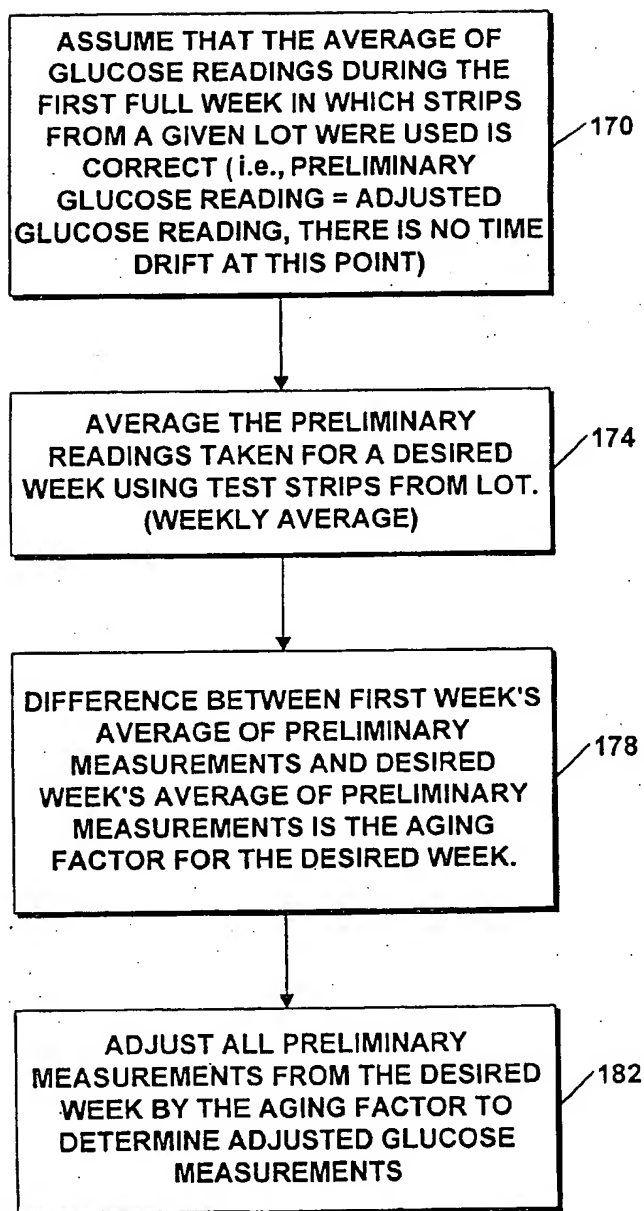 ASSUME THAT THE AVERAGE OF
GLUCOSE READINGS DURING THE
FIRST FULL WEEK IN WHICH STRIPS
FROM A GIVEN LOT WERE USED IS
CORRECT (i.e., PRELIMINARY
GLUCOSE READING = ADJUSTED
GLUCOSE READING, THERE IS NO TIME
DRIFT AT THIS POINT)
170
AVERAGE THE PRELIMINARY
READINGS TAKEN FOR A DESIRED
WEEK USING TEST STRIPS FROM LOT.
(WEEKLY AVERAGE)
174
DIFFERENCE BETWEEN FIRST WEEK'S
AVERAGE OF PRELIMINARY
MEASUREMENTS AND DESIRED
WEEK'S AVERAGE OF PRELIMINARY
MEASUREMENTS IS THE AGING
FACTOR FOR THE DESIRED WEEK.
178
ADJUST ALL PRELIMINARY
MEASUREMENTS FROM THE DESIRED
WEEK BY THE AGING FACTOR TO
DETERMINE ADJUSTED GLUCOSE
MEASUREMENTS
182